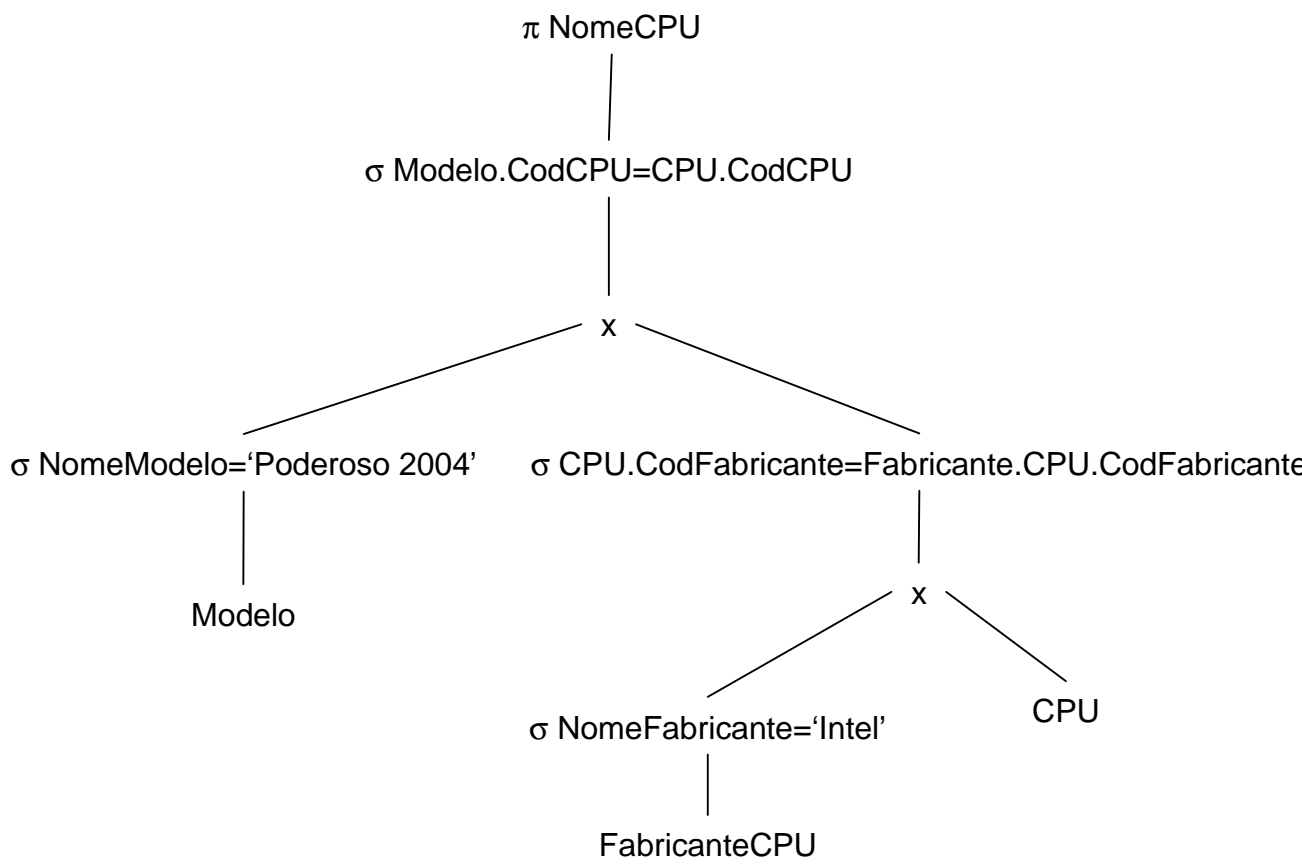 π NomeCPU
σ Modelo.CodCPU=CPU.CodCPU
x
σ NomeModelo=‘Poderoso 2004’
σ CPU.CodFabricante=Fabricante.CPU.CodFabricante
Modelo
x
σ NomeFabricante=‘Intel’
CPU
FabricanteCPU